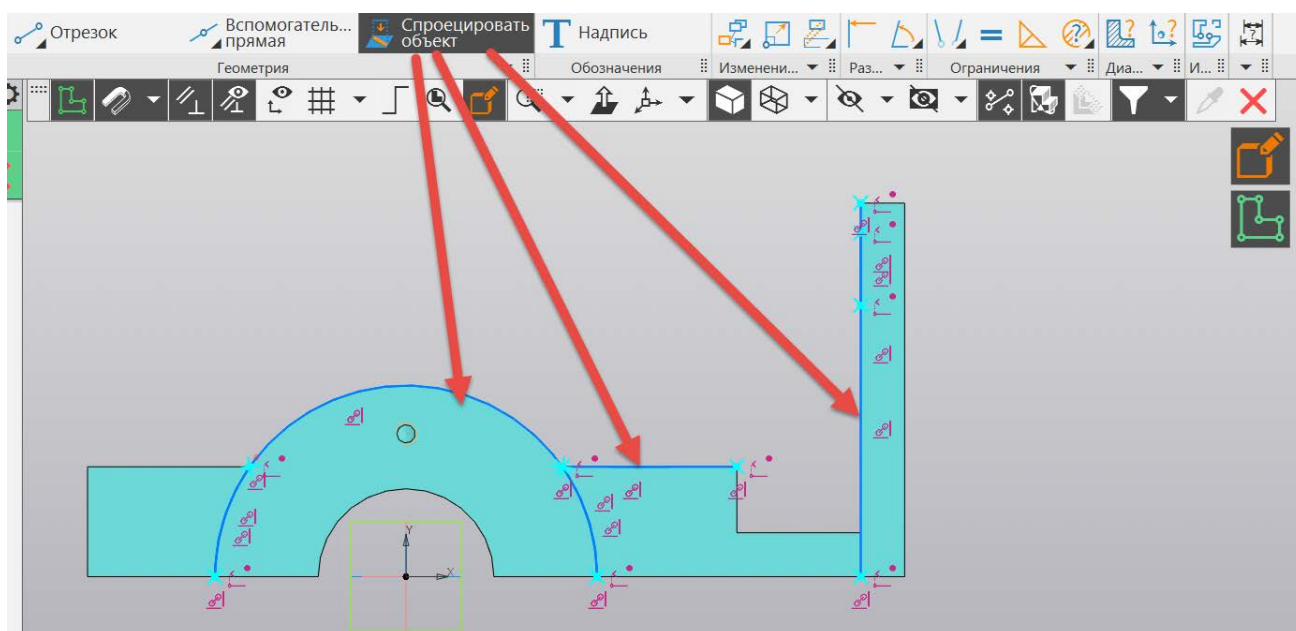 Отрезок
Вспомогатель...
прямая
Спроецировать
объект
Надпись
Геометрия
Обозначения
Изменени...
Раз...
Ограничения
Диа...
И...
Y
X